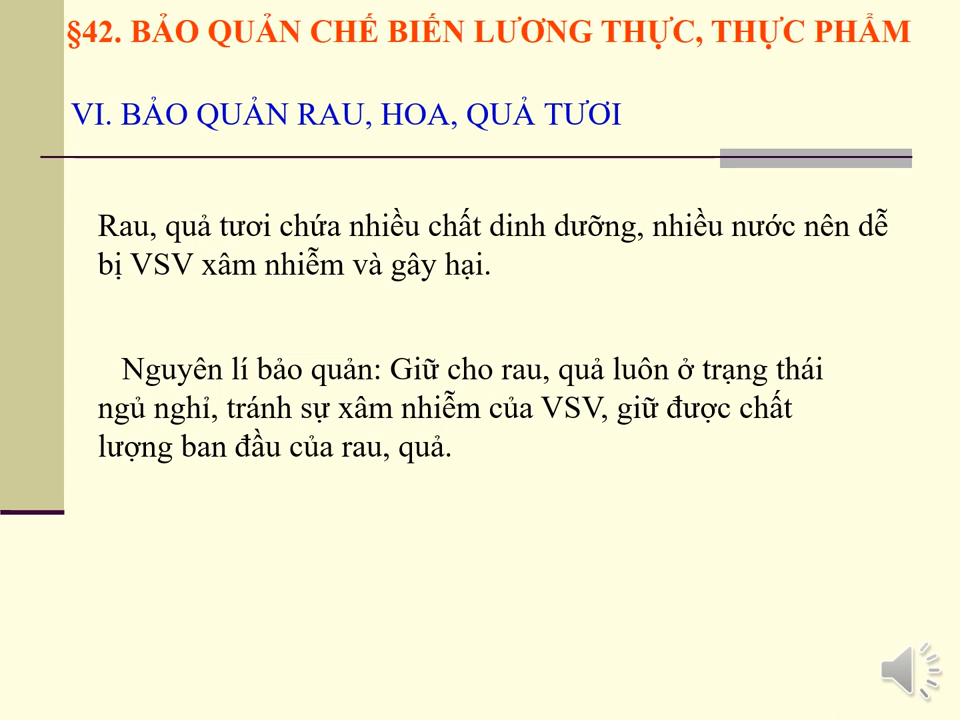 §42. BẢO QUẢN CHẾ BIẾN LƯƠNG THỰC, THỰC PHẨM
VI. BẢO QUẢN RAU, HOA, QUẢ TƯƠI
Rau, quả tươi chứa nhiều chất dinh dưỡng, nhiều nước nên dễ
bị VSV xâm nhiễm và gây hại.
Nguyên lí bảo quản: Giữ cho rau, quả luôn ở trạng thái
ngủ nghỉ, tránh sự xâm nhiễm của VSV, giữ được chất
lượng ban đầu của rau, quả.